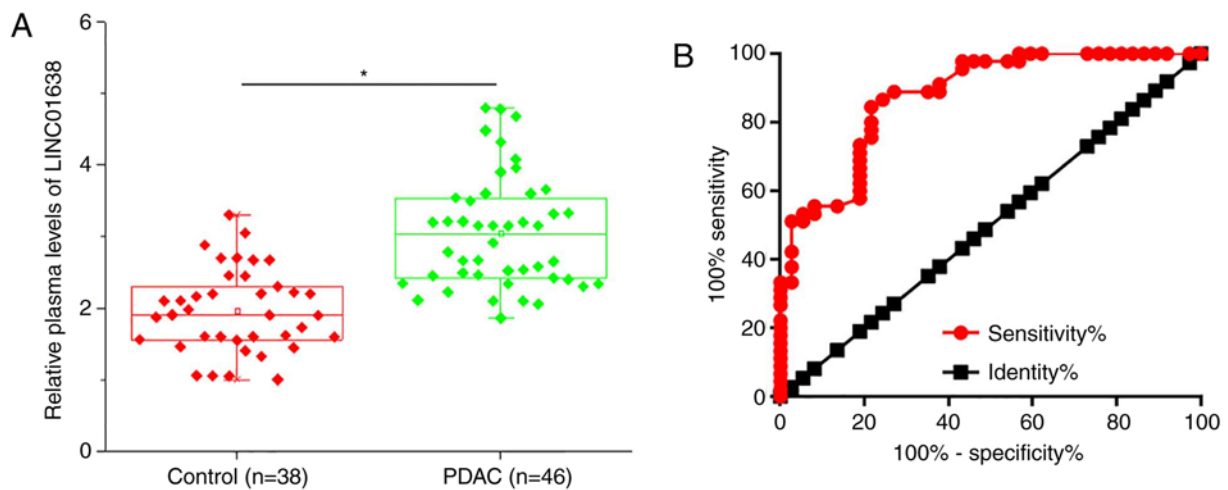 A
Relative plasma levels of LINC01638
6
4
2
0
*
Control (n=38)
PDAC (n=46)
B
100% sensitivity
100
80
60
40
20
0
Sensitivity%
Identity%
0 20 40 60 80 100
100% - specificity%